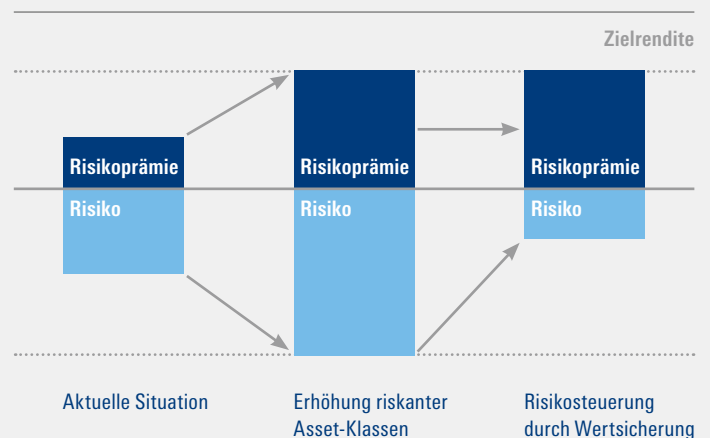 Zielrendite
Risikoprämie
Risikoprämie
Risikoprämie
Risiko
Risiko
Risiko
Aktuelle Situation
Erhöhung riskanter
Asset-Klassen
Risikosteuerung
durch Wertsicherung